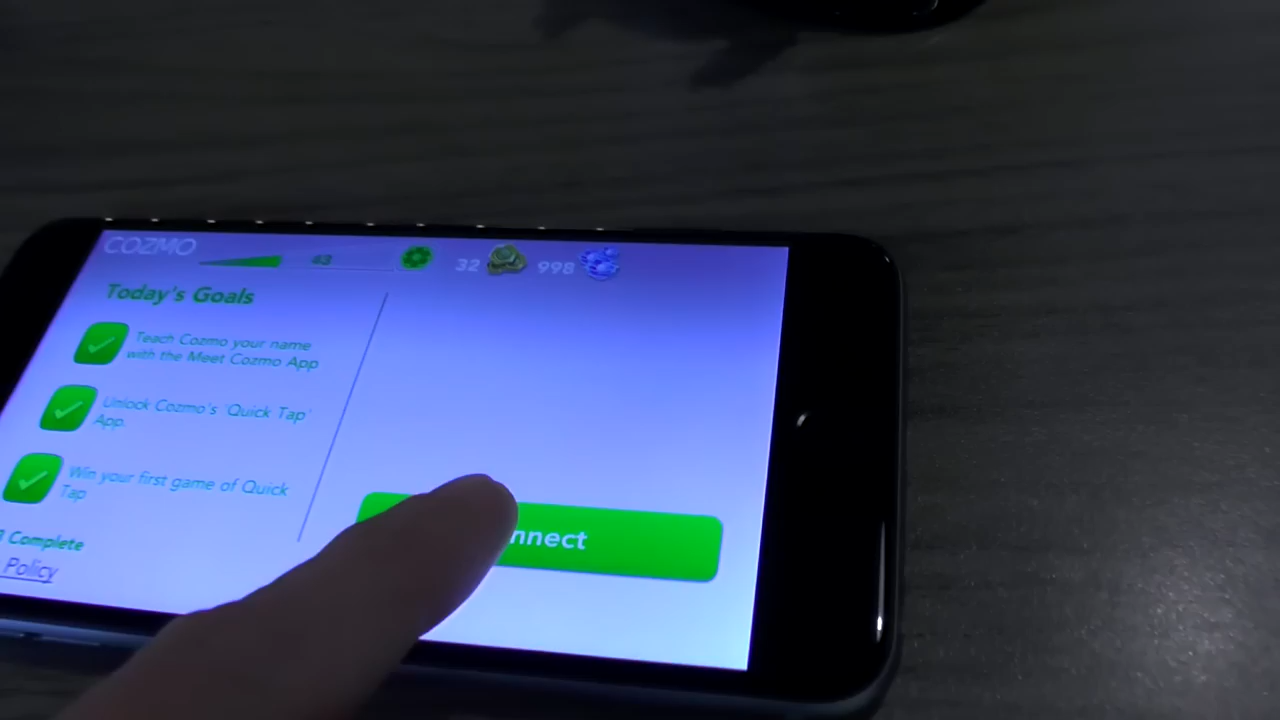 COZMO
43
32
998
Today's Goals
Teach Cozmo your name
with the Meet Cozmo App
Unlock Cozmo's 'Quick Tap'
App.
Win your first game of Quick
Tap
3 Complete
Policy
nnect